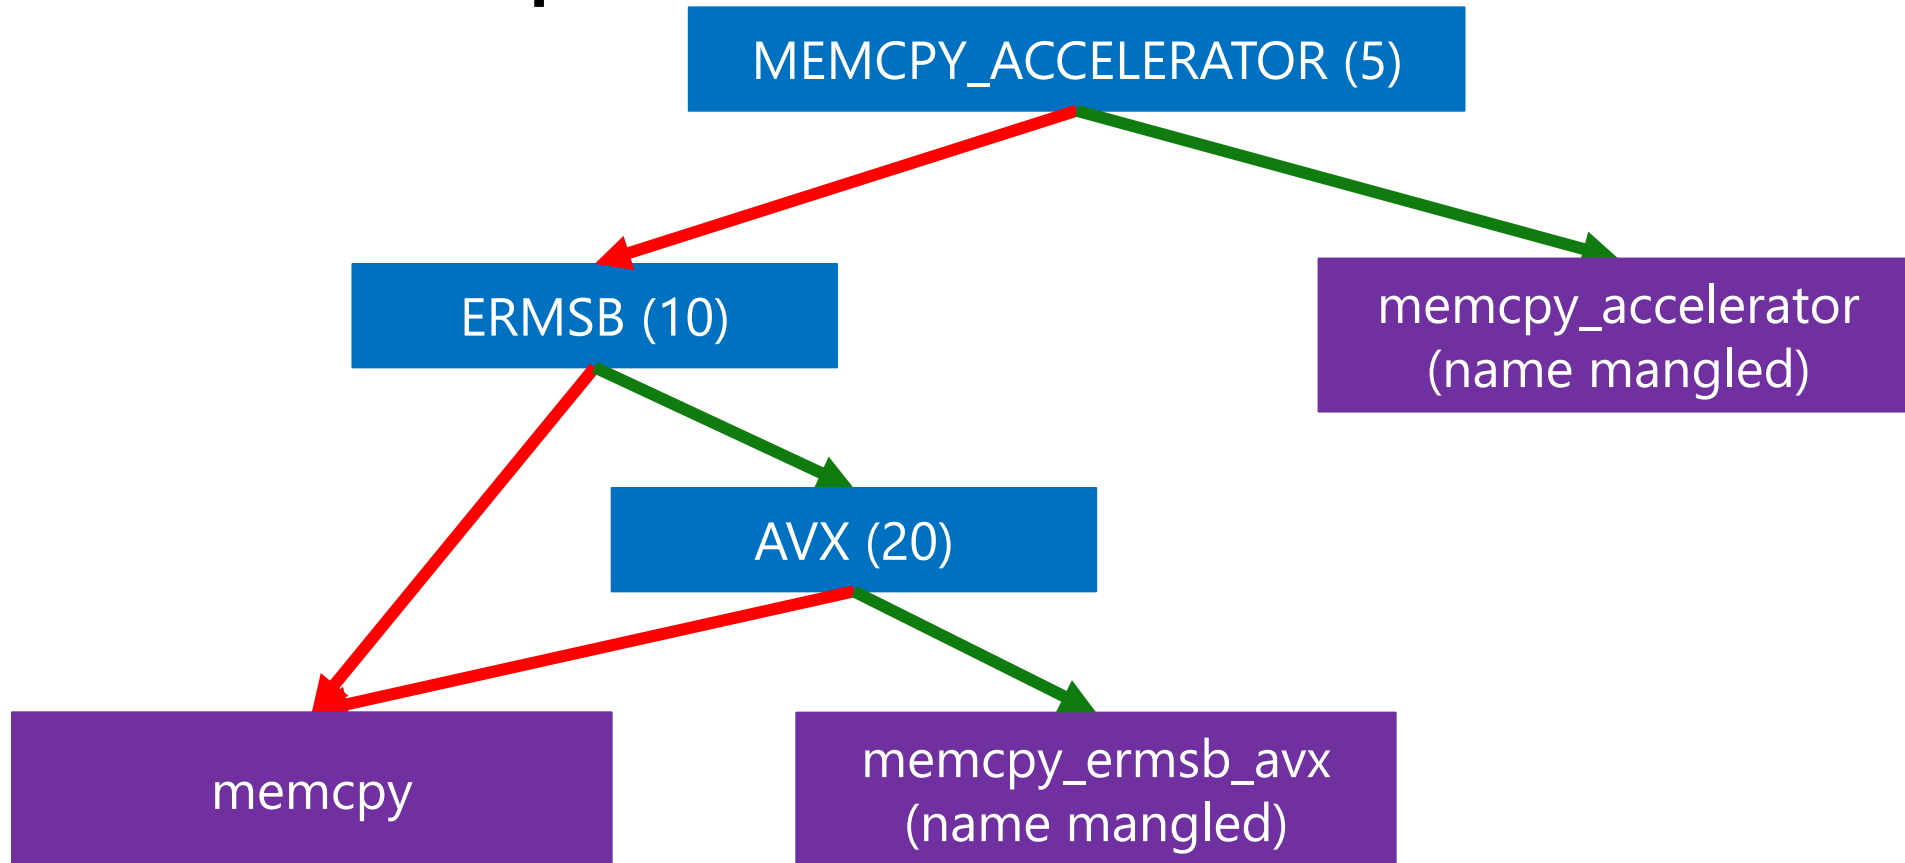 MEMCPY_ACCELERATOR (5)
ERMSB (10)
memcpy_accelerator
(name mangled)
AVX (20)
memcpy
memcpy_ermsb_avx
(name mangled)